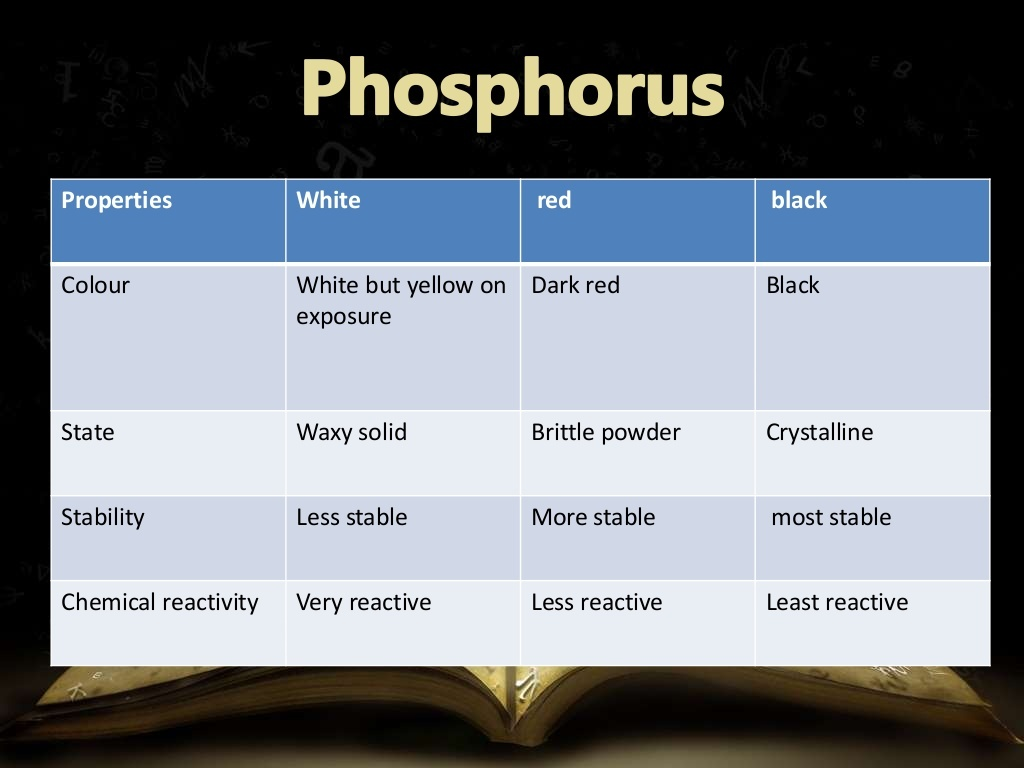 Phosphorus
Properties White red black
Colour White but yellow on exposure Dark red Black
State Waxy solid Brittle powder Crystalline
Stability Less stable More stable most stable
Chemical reactivity Very reactive Less reactive Least reactive